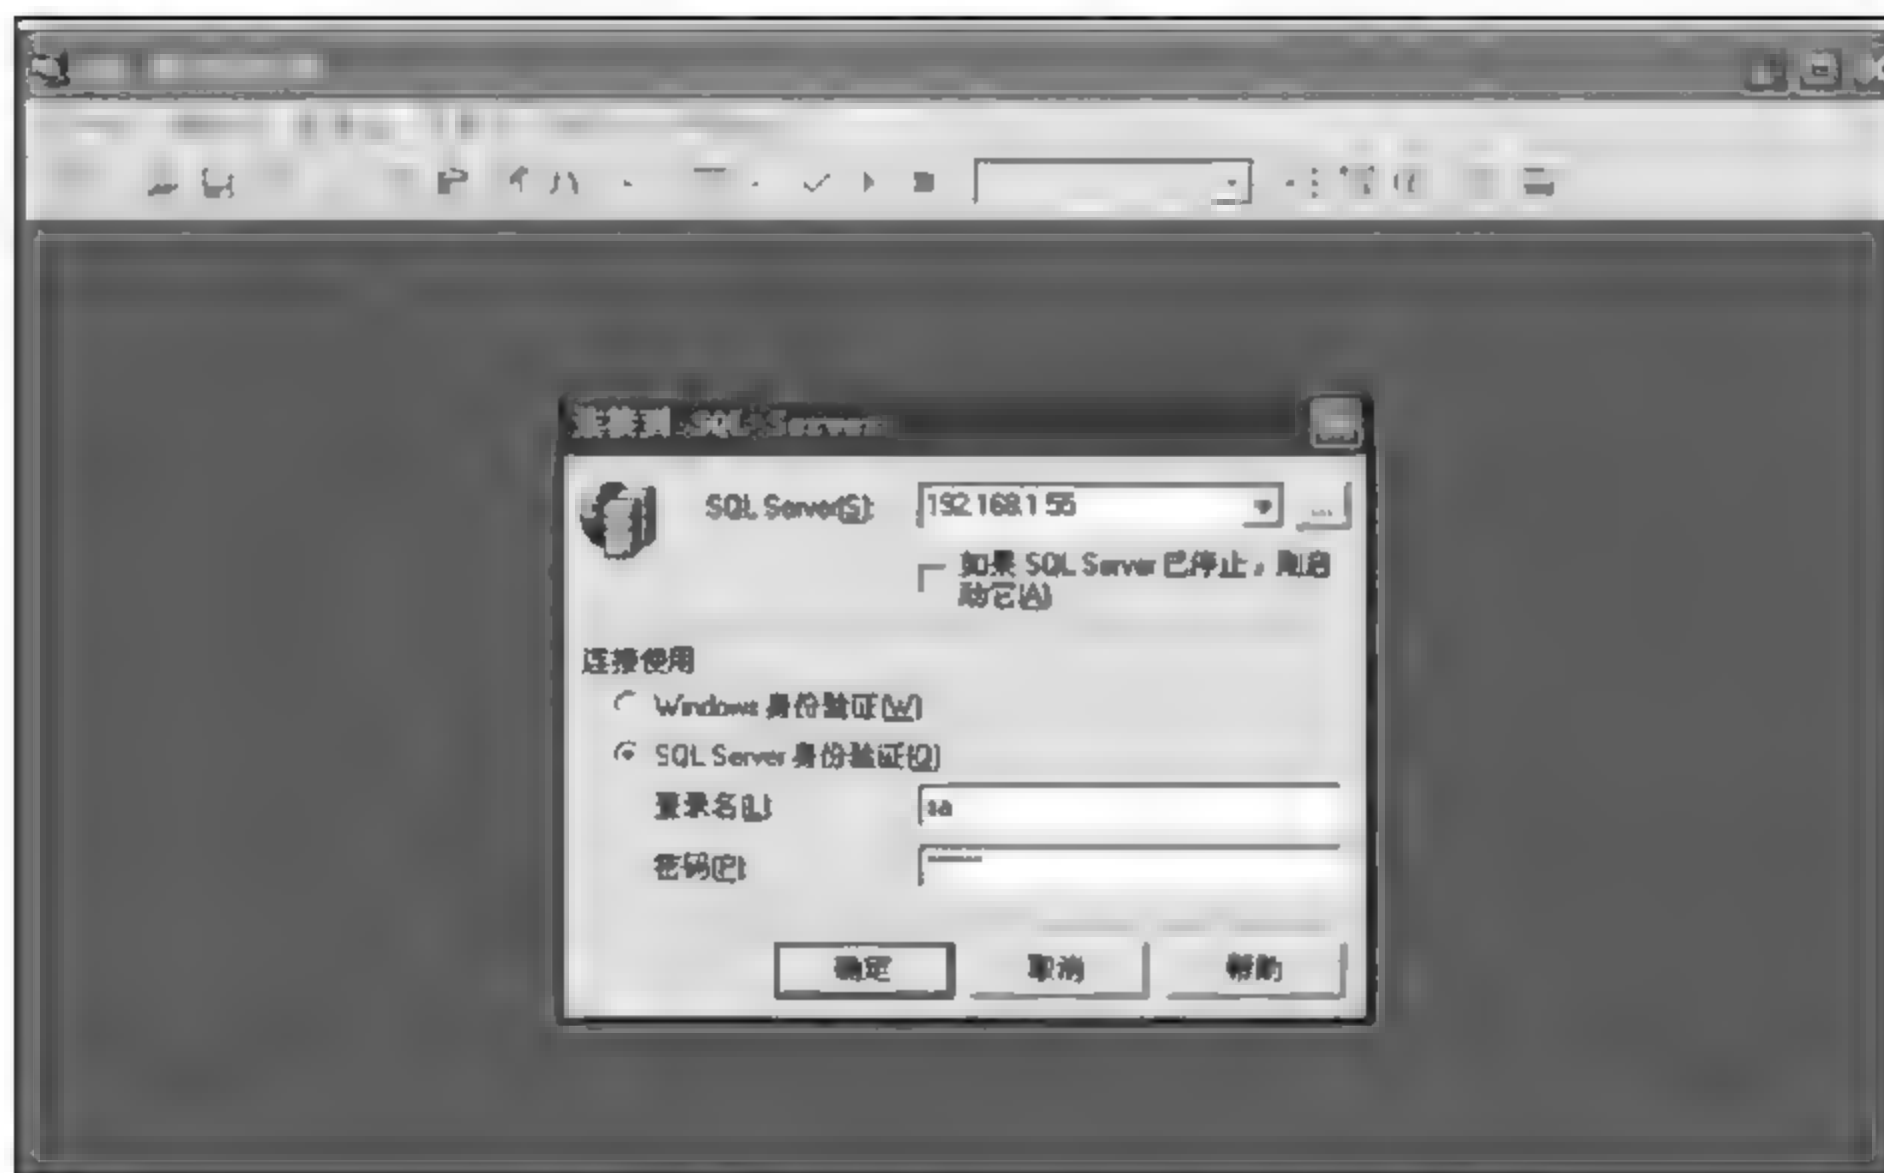 连接到 SQL Server
SQL Server(S):
192.168.1.55
...
如果 SQL Server 已停止，则启
动它(A)
连接使用
Windows 身份验证(W)
SQL Server 身份验证(Q)
登录名(L):
sa
密码(P):
******
确定
取消
帮助